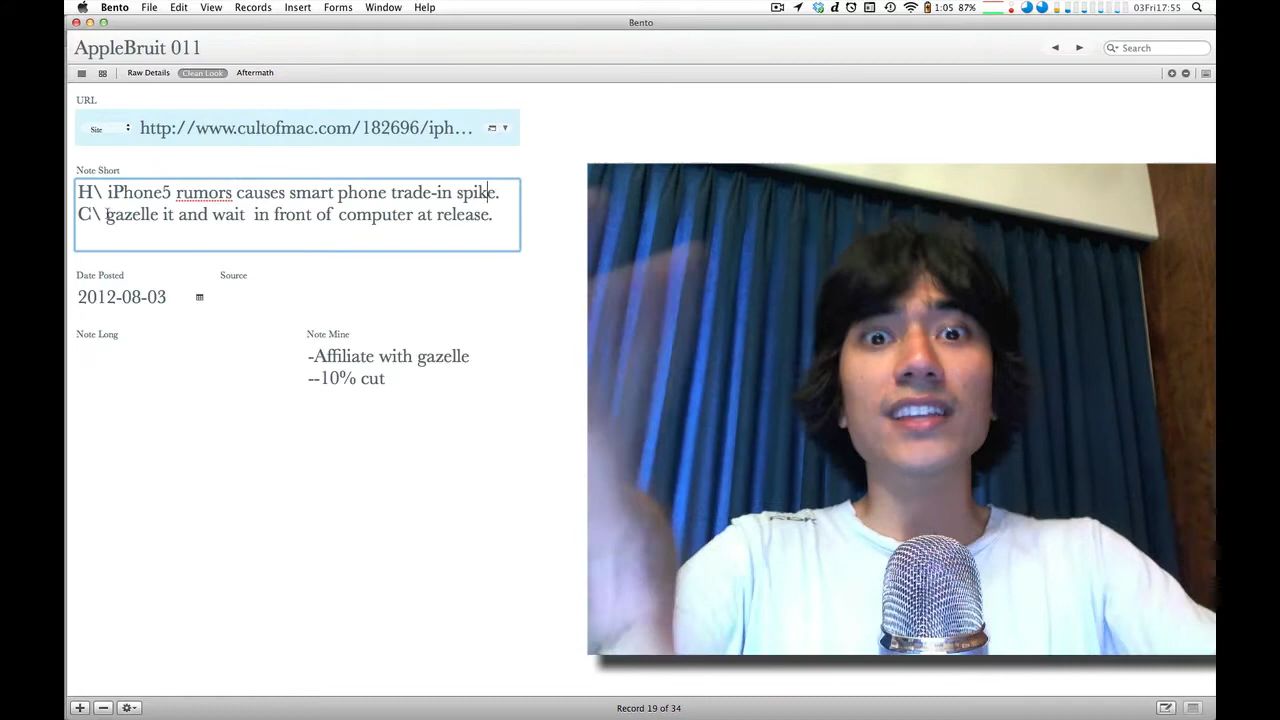 Bento File Edit View Records Insert Forms Window Help 1:05 87% 03Fri17:55
Bento
AppleBruit 011
Search
Raw Details Clean Look Aftermath
URL
Site http://www.cultofmac.com/182696/iph...
Note Short
H\ iPhone5 rumors causes smart phone trade-in spike.
C\ gazelle it and wait in front of computer at release.
Date Posted Source
2012-08-03
Note Long Note Mine
-Affiliate with gazelle
--10% cut
Record 19 of 34